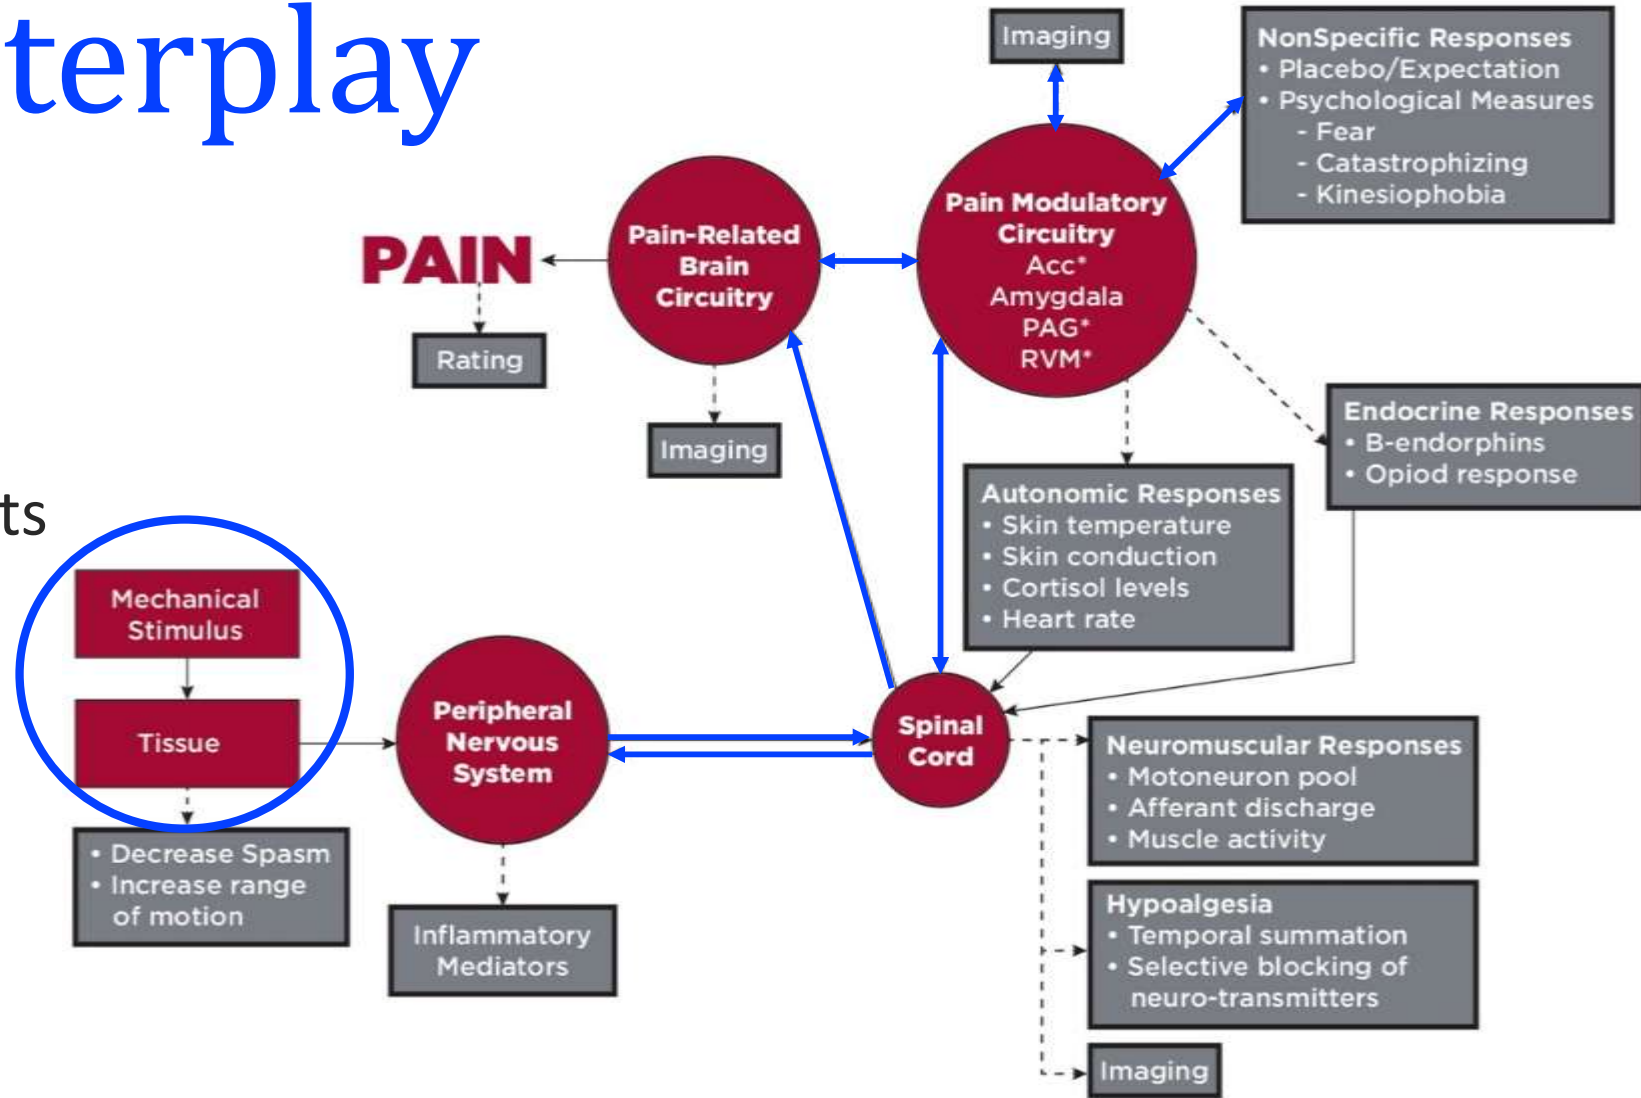 terplay
Imaging
NonSpecific Responses
• Placebo/Expectation
• Psychological Measures
- Fear
- Catastrophizing
- Kinesiophobia
Pain Modulatory
Circuitry
Acc*
Amygdala
PAG*
RVM*
Pain-Related
Brain
Circuitry
PAIN
Rating
Imaging
Endocrine Responses
• B-endorphins
• Opiod response
Autonomic Responses
• Skin temperature
• Skin conduction
• Cortisol levels
• Heart rate
ts
Mechanical
Stimulus
Tissue
Peripheral
Nervous
System
Spinal
Cord
Neuromuscular Responses
• Motoneuron pool
• Afferant discharge
• Muscle activity
• Decrease Spasm
• Increase range
of motion
Inflammatory
Mediators
Hypoalgesia
• Temporal summation
• Selective blocking of
neuro-transmitters
Imaging